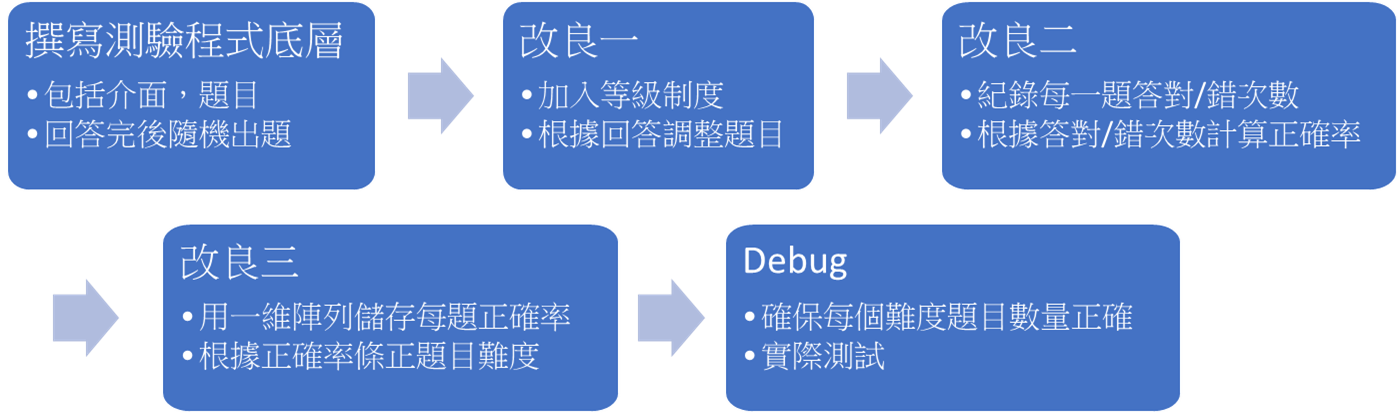 撰寫測驗程式底層
•包括介面，題目
•回答完後隨機出題
改良一
•加入等級制度
•根據回答調整題目
改良二
•紀錄每一題答對/錯次數
•根據答對/錯次數計算正確率
改良三
•用一維陣列儲存每題正確率
•根據正確率條正題目難度
Debug
•確保每個難度題目數量正確
•實際測試